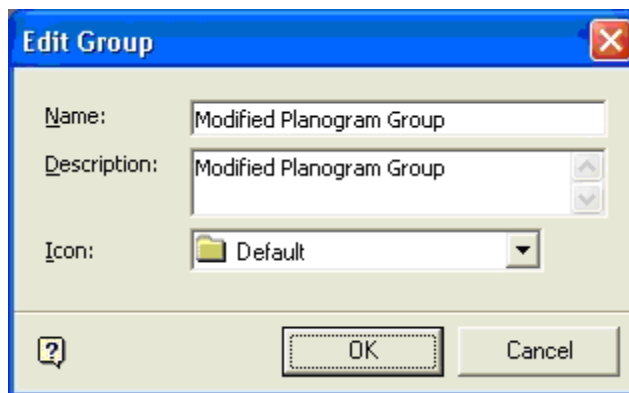 Edit Group
Name: Modified Planogram Group
Description: Modified Planogram Group
Icon: Default
? OK Cancel